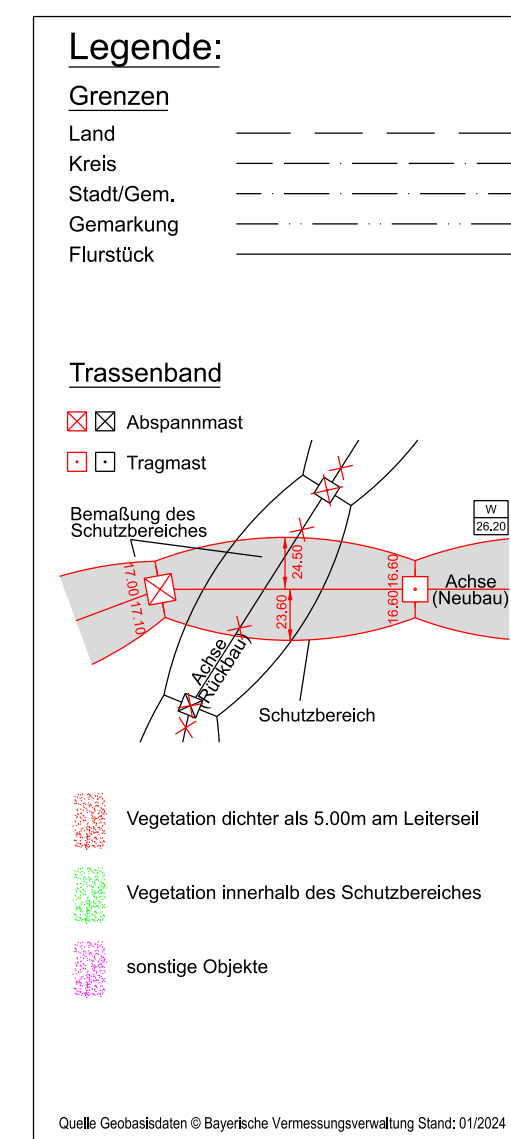 Legende:
Grenzen
Land
Kreis
Stadt/Gem.
Gemarkung
Flurstück
Trassenband
Abspannmast
Tragmast
Bemaßung des
Schutzbereiches
W
26.20
17.00
17.10
24.50
23.60
16.60
16.60
Achse
(Neubau)
Achse
(Rückbau)
Schutzbereich
Vegetation dichter als 5.00m am Leiterseil
Vegetation innerhalb des Schutzbereiches
sonstige Objekte
Quelle Geobasisdaten © Bayerische Vermessungsverwaltung Stand: 01/2024